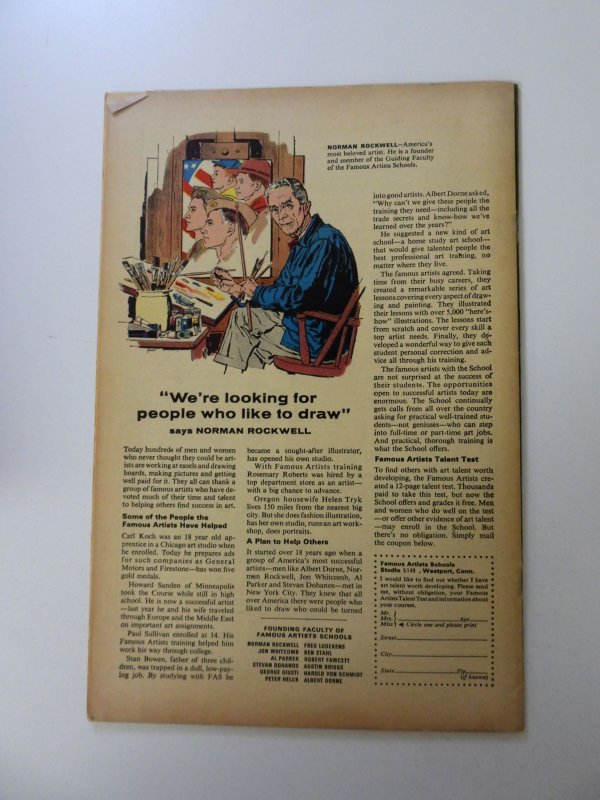 NORMAN ROCKWELL—America's
most beloved artist. He is a founder
and member of the Guiding Faculty
of the Famous Artists Schools.
"We're looking for
people who like to draw"
says NORMAN ROCKWELL
Today hundreds of men and women
who never thought they could be art-
ists are working at easels and drawing
boards, making pictures and getting
well paid for it. They all can thank a
group of famous artists who have de-
voted much of their time and talent
to helping others find success in art.
Some of the People the
Famous Artists Have Helped
Carl Koch was an 18 year old ap-
prentice in a Chicago art studio when
he enrolled. Today he prepares ads
for such companies as General
Motors and Firestone—has won five
gold medals.
Howard Sanden of Minneapolis
took the Course while still in high
school. He is now a successful artist
—last year he and his wife traveled
through Europe and the Middle East
on important art assignments.
Paul Sullivan enrolled at 14. His
Famous Artists training helped him
work his way through college.
Stan Bowen, father of three chil-
dren, was trapped in a dull, low-pay-
ing job. By studying with FAS he
became a sought-after illustrator,
has opened his own studio.
With Famous Artists training
Rosemary Roberts was hired by a
top department store as an artist—
with a big chance to advance.
Oregon housewife Helen Tryk
lives 150 miles from the nearest big
city. But she does fashion illustration,
has her own studio, runs an art work-
shop, does portraits.
A Plan to Help Others
It started over 18 years ago when a
group of America's most successful
artists—men like Albert Dorne, Nor-
man Rockwell, Jon Whitcomb, Al
Parker and Stevan Dohanos—met in
New York City. They knew that all
over America there were people who
liked to draw who could be turned
FOUNDING FACULTY OF
FAMOUS ARTISTS SCHOOLS
NORMAN ROCKWELL FRED LUDEKENS
JON WHITCOMB BEN STAHL
AL PARKER ROBERT FAWCETT
STEVAN DOHANOS AUSTIN BRIGGS
GEORGE GIUSTI HAROLD VON SCHMIDT
PETER HELCK ALBERT DORNE
into good artists. Albert Dorne asked,
"Why can't we give these people the
training they need—including all the
trade secrets and know-how we've
learned over the years?"
He suggested a new kind of art
school—a home study art school—
that would give talented people the
best professional art training, no
matter where they live.
The famous artists agreed. Taking
time from their busy careers, they
created a remarkable series of art
lessons covering every aspect of draw-
ing and painting. They illustrated
their lessons with over 5,000 "here's-
how" illustrations. The lessons start
from scratch and cover every skill a
top artist needs. Finally, they de-
veloped a wonderful way to give each
student personal correction and ad-
vice all through his training.
The famous artists with the School
are not surprised at the success of
their students. The opportunities
open to successful artists today are
enormous. The School continually
gets calls from all over the country
asking for practical well-trained stu-
dents—not geniuses—who can step
into full-time or part-time art jobs.
And practical, thorough training is
what the School offers.
Famous Artists Talent Test
To find others with art talent worth
developing, the Famous Artists cre-
ated a 12-page talent test. Thousands
paid to take this test, but now the
School offers and grades it free. Men
and women who do well on the test
—or offer other evidence of art talent
—may enroll in the School. But
there's no obligation. Simply mail
the coupon below.
Famous Artists Schools
Studio , Westport, Conn.
I would like to find out whether I have
art talent worth developing. Please send
me, without obligation, your Famous
Artists Talent Test and information about
your courses.
Mr.
Mrs. Age
Miss Circle one and please print
Street
City
State Zip
(if known)